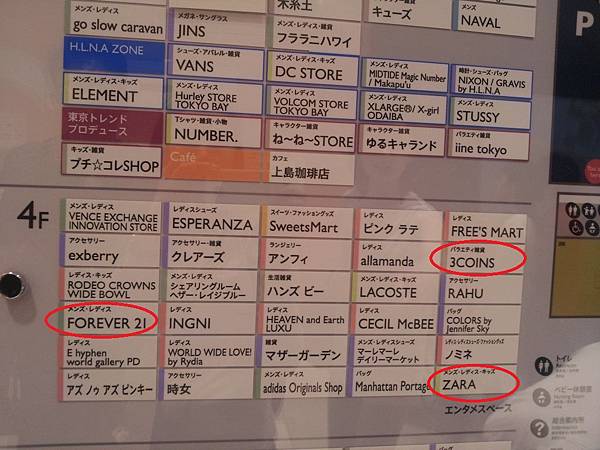 木糸土
メンズ・レディス
go slow caravan
メガネ・サングラス
JINS
フララニハワイ
キューズ
NAVAL
P
H.L.N.A ZONE
シューズ・アパレル・雑貨
VANS
メンズ・レディス
DC STORE
メンズ・レディス
MIDTIDE Magic Number
/ Makapu'u
時計・シューズ・バッグ
NIXON / GRAVIS
by H.L.N.A
メンズ・レディス・キッズ
ELEMENT
メンズ・レディス
Hurley STORE
TOKYO BAY
メンズ・レディス
VOLCOM STORE
TOKYO BAY
メンズ・レディス
XLARGE®/ X-girl
ODAIBA
メンズ・レディス
STUSSY
東京トレンド
プロデュース
Tシャツ・雑貨・小物
NUMBER.
キャラクター雑貨
ね〜ね〜STORE
キャラクター雑貨
ゆるキャランド
バラエティ雑貨
iine tokyo
キッズ
プチ☆コレSHOP
Café
カフェ
上島珈琲店
4F
メンズ・レディス
VENCE EXCHANGE
INNOVATION STORE
レディスシューズ
ESPERANZA
スイーツ・ファッショングッズ
SweetsMart
レディス
ピンク ラテ
レディス
FREE'S MART
アクセサリー
exberry
アクセサリー・雑貨
クレアーズ
ランジェリー
アンフィ
レディス
allamanda
バラエティ雑貨
3COINS
レディス・キッズ
RODEO CROWNS
WIDE BOWL
レディス
シェアリングルーム
ヘザー・レイジブルー
生活雑貨
ハンズ ビー
メンズ・レディス
LACOSTE
アクセサリー
RAHU
メンズ・レディス
FOREVER 21
レディス
INGNI
レディス
HEAVEN and Earth
LUXU
レディス
CECIL McBEE
バッグ
COLORS by
Jennifer Sky
レディス
E hyphen
world gallery PD
レディス
WORLD WIDE LOVE!
by Rydia
雑貨
マザーガーデン
メンズ・レディス・キッズ
マーレマーレ
デイリーマーケット
レディス・レディスシューズ・ファッショングッズ
ノミネ
レディス
アズ ノゥ アズ ピンキー
アクセサリー
時女
メンズ・レディス
adidas Originals Shop
バッグ
Manhattan Portage
メンズ・レディス・キッズ
ZARA
エンタメスペース
トイレ
ベビー休憩室
Nursing Room
総合案内所
バッグ